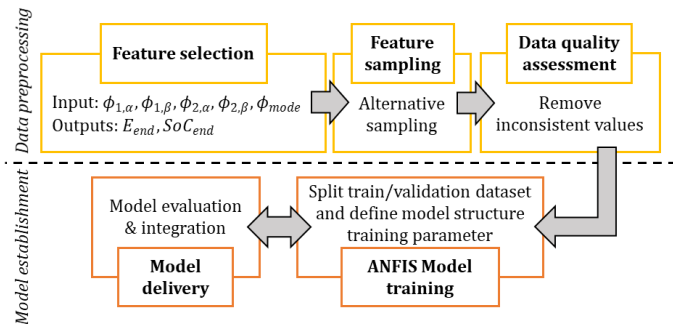 Data preprocessing
Feature selection
Input: ϕ1,α, ϕ1,β, ϕ2,α, ϕ2,β, ϕmode
Outputs: Eend, SoCend
Feature
sampling
Alternative
sampling
Data quality
assessment
Remove
inconsistent values
Model establishment
Model evaluation
& integration
Model
delivery
Split train/validation dataset
and define model structure
training parameter
ANFIS Model
training